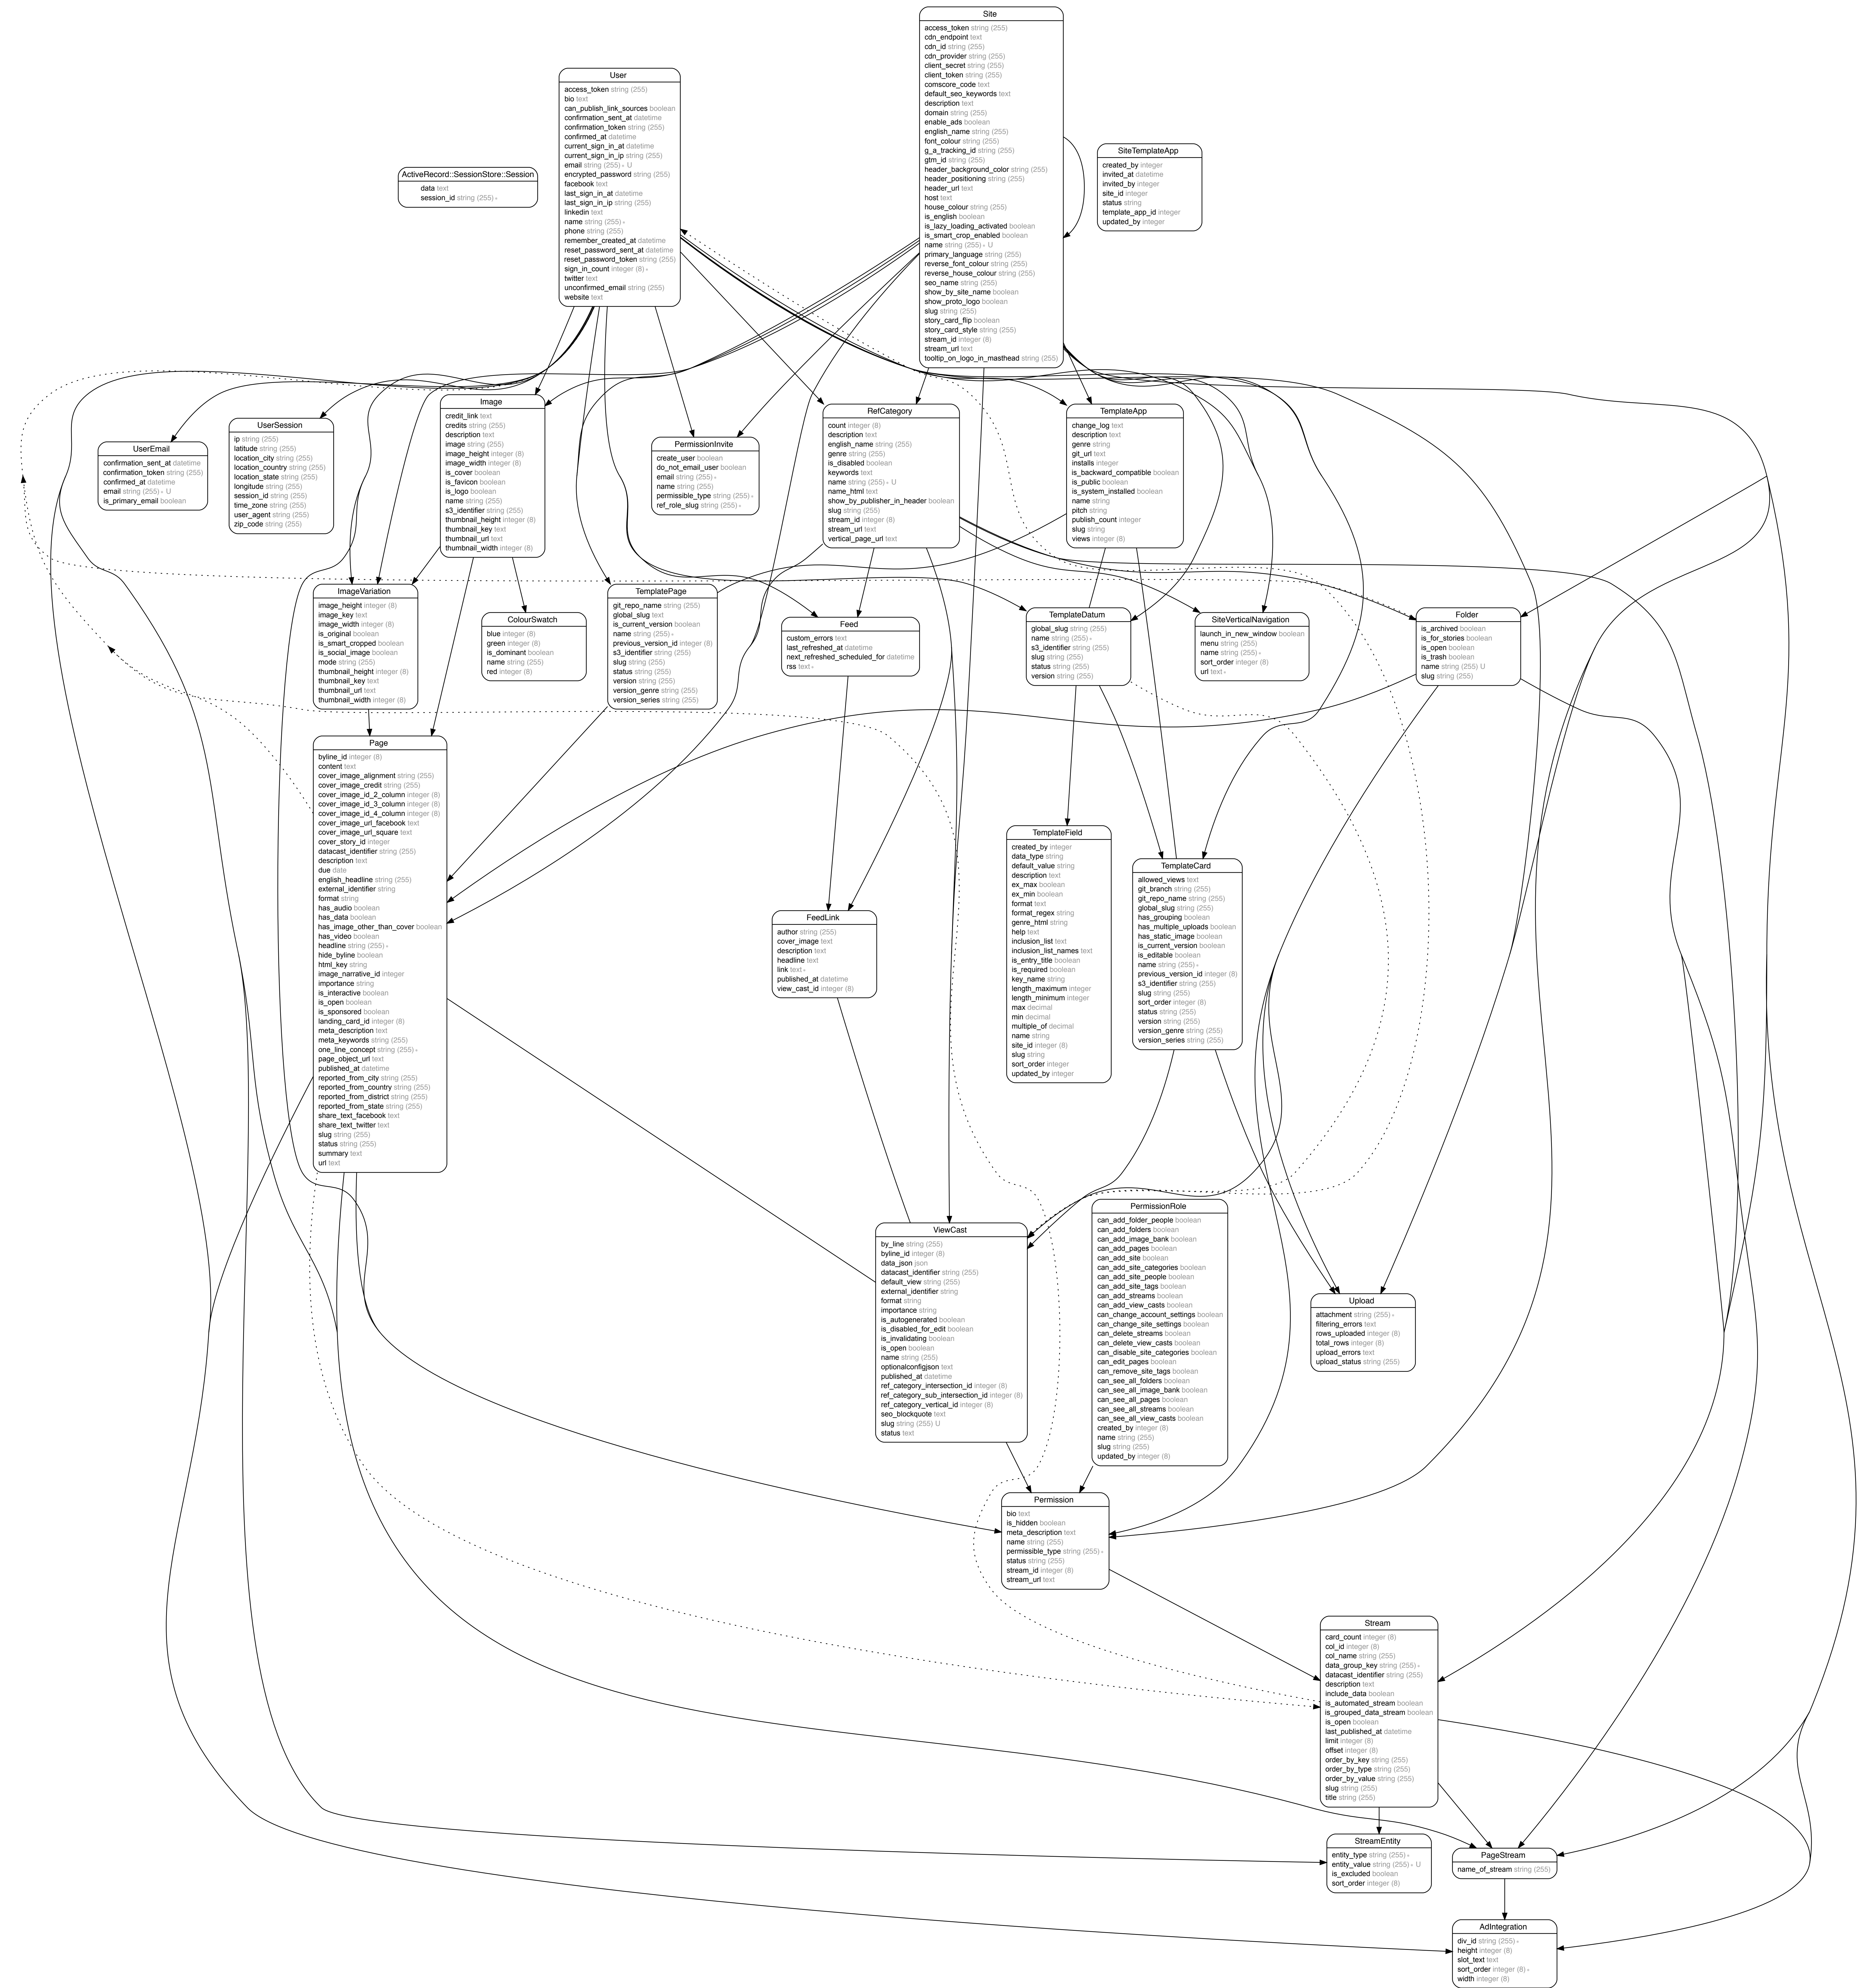 Site
access_token string (255)
cdn_endpoint text
cdn_id string (255)
cdn_provider string (255)
client_secret string (255)
client_token string (255)
comscore_code text
default_seo_keywords text
description text
domain string (255)
enable_ads boolean
english_name string (255)
font_colour string (255)
g_a_tracking_id string (255)
gtm_id string (255)
header_background_color string (255)
header_positioning string (255)
header_url text
host text
house_colour string (255)
is_english boolean
is_lazy_loading_activated boolean
is_smart_crop_enabled boolean
name string (255) ∗ U
primary_language string (255)
reverse_font_colour string (255)
reverse_house_colour string (255)
seo_name string (255)
show_by_site_name boolean
show_proto_logo boolean
slug string (255)
story_card_flip boolean
story_card_style string (255)
stream_id integer (8)
stream_url text
tooltip_on_logo_in_masthead string (255)
User
access_token string (255)
bio text
can_publish_link_sources boolean
confirmation_sent_at datetime
confirmation_token string (255)
confirmed_at datetime
current_sign_in_at datetime
current_sign_in_ip string (255)
email string (255) ∗ U
encrypted_password string (255)
facebook text
last_sign_in_at datetime
last_sign_in_ip string (255)
linkedin text
name string (255) ∗
phone string (255)
remember_created_at datetime
reset_password_sent_at datetime
reset_password_token string (255)
sign_in_count integer (8) ∗
twitter text
unconfirmed_email string (255)
website text
SiteTemplateApp
created_by integer
invited_at datetime
invited_by integer
site_id integer
status string
template_app_id integer
updated_by integer
ActiveRecord::SessionStore::Session
data text
session_id string (255) ∗
Image
credit_link text
credits string (255)
description text
image string (255)
image_height integer (8)
image_width integer (8)
is_cover boolean
is_favicon boolean
is_logo boolean
name string (255)
s3_identifier string (255)
thumbnail_height integer (8)
thumbnail_key text
thumbnail_url text
thumbnail_width integer (8)
UserSession
ip string (255)
latitude string (255)
location_city string (255)
location_country string (255)
location_state string (255)
longitude string (255)
session_id string (255)
time_zone string (255)
user_agent string (255)
zip_code string (255)
UserEmail
confirmation_sent_at datetime
confirmation_token string (255)
confirmed_at datetime
email string (255) ∗ U
is_primary_email boolean
PermissionInvite
create_user boolean
do_not_email_user boolean
email string (255) ∗
name string (255)
permissible_type string (255) ∗
ref_role_slug string (255) ∗
RefCategory
count integer (8)
description text
english_name string (255)
genre string (255)
is_disabled boolean
keywords text
name string (255) ∗ U
name_html text
show_by_publisher_in_header boolean
slug string (255)
stream_id integer (8)
stream_url text
vertical_page_url text
TemplateApp
change_log text
description text
genre string
git_url text
installs integer
is_backward_compatible boolean
is_public boolean
is_system_installed boolean
name string
pitch string
publish_count integer
slug string
views integer (8)
ImageVariation
image_height integer (8)
image_key text
image_width integer (8)
is_original boolean
is_smart_cropped boolean
is_social_image boolean
mode string (255)
thumbnail_height integer (8)
thumbnail_key text
thumbnail_url text
thumbnail_width integer (8)
ColourSwatch
blue integer (8)
green integer (8)
is_dominant boolean
name string (255)
red integer (8)
TemplatePage
git_repo_name string (255)
global_slug text
is_current_version boolean
name string (255) ∗
previous_version_id integer (8)
s3_identifier string (255)
slug string (255)
status string (255)
version string (255)
version_genre string (255)
version_series string (255)
Feed
custom_errors text
last_refreshed_at datetime
next_refreshed_scheduled_for datetime
rss text ∗
TemplateDatum
global_slug string (255)
name string (255) ∗
s3_identifier string (255)
slug string (255)
status string (255)
version string (255)
SiteVerticalNavigation
launch_in_new_window boolean
menu string (255)
name string (255) ∗
sort_order integer (8)
url text ∗
Folder
is_archived boolean
is_for_stories boolean
is_open boolean
is_trash boolean
name string (255) U
slug string (255)
Page
byline_id integer (8)
content text
cover_image_alignment string (255)
cover_image_credit string (255)
cover_image_id_2_column integer (8)
cover_image_id_3_column integer (8)
cover_image_id_4_column integer (8)
cover_image_url_facebook text
cover_image_url_square text
cover_story_id integer
datacast_identifier string (255)
description text
due date
english_headline string (255)
external_identifier string
format string
has_audio boolean
has_data boolean
has_image_other_than_cover boolean
has_video boolean
headline string (255) ∗
hide_byline boolean
html_key string
image_narrative_id integer
importance string
is_interactive boolean
is_open boolean
is_sponsored boolean
landing_card_id integer (8)
meta_description text
meta_keywords string (255)
one_line_concept string (255) ∗
page_object_url text
published_at datetime
reported_from_city string (255)
reported_from_country string (255)
reported_from_district string (255)
reported_from_state string (255)
share_text_facebook text
share_text_twitter text
slug string (255)
status string (255)
summary text
url text
TemplateField
created_by integer
data_type string
default_value string
description text
ex_max boolean
ex_min boolean
format text
format_regex string
genre_html string
help text
inclusion_list text
inclusion_list_names text
is_entry_title boolean
is_required boolean
key_name string
length_maximum integer
length_minimum integer
max decimal
min decimal
multiple_of decimal
name string
site_id integer (8)
slug string
sort_order integer
updated_by integer
TemplateCard
allowed_views text
git_branch string (255)
git_repo_name string (255)
global_slug string (255)
has_grouping boolean
has_multiple_uploads boolean
has_static_image boolean
is_current_version boolean
is_editable boolean
name string (255) ∗
previous_version_id integer (8)
s3_identifier string (255)
slug string (255)
sort_order integer (8)
status string (255)
version string (255)
version_genre string (255)
version_series string (255)
FeedLink
author string (255)
cover_image text
description text
headline text
link text ∗
published_at datetime
view_cast_id integer (8)
ViewCast
by_line string (255)
byline_id integer (8)
data_json json
datacast_identifier string (255)
default_view string (255)
external_identifier string
format string
importance string
is_autogenerated boolean
is_disabled_for_edit boolean
is_invalidating boolean
is_open boolean
name string (255)
optionalconfigjson text
published_at datetime
ref_category_intersection_id integer (8)
ref_category_sub_intersection_id integer (8)
ref_category_vertical_id integer (8)
seo_blockquote text
slug string (255) U
status text
PermissionRole
can_add_folder_people boolean
can_add_folders boolean
can_add_image_bank boolean
can_add_pages boolean
can_add_site boolean
can_add_site_categories boolean
can_add_site_people boolean
can_add_site_tags boolean
can_add_streams boolean
can_add_view_casts boolean
can_change_account_settings boolean
can_change_site_settings boolean
can_delete_streams boolean
can_delete_view_casts boolean
can_disable_site_categories boolean
can_edit_pages boolean
can_remove_site_tags boolean
can_see_all_folders boolean
can_see_all_image_bank boolean
can_see_all_pages boolean
can_see_all_streams boolean
can_see_all_view_casts boolean
created_by integer (8)
name string (255)
slug string (255)
updated_by integer (8)
Upload
attachment string (255) ∗
filtering_errors text
rows_uploaded integer (8)
total_rows integer (8)
upload_errors text
upload_status string (255)
Permission
bio text
is_hidden boolean
meta_description text
name string (255)
permissible_type string (255) ∗
status string (255)
stream_id integer (8)
stream_url text
Stream
card_count integer (8)
col_id integer (8)
col_name string (255)
data_group_key string (255) ∗
datacast_identifier string (255)
description text
include_data boolean
is_automated_stream boolean
is_grouped_data_stream boolean
is_open boolean
last_published_at datetime
limit integer (8)
offset integer (8)
order_by_key string (255)
order_by_type string (255)
order_by_value string (255)
slug string (255)
title string (255)
StreamEntity
entity_type string (255) ∗
entity_value string (255) ∗ U
is_excluded boolean
sort_order integer (8)
PageStream
name_of_stream string (255)
AdIntegration
div_id string (255) ∗
height integer (8)
slot_text text
sort_order integer (8) ∗
width integer (8)